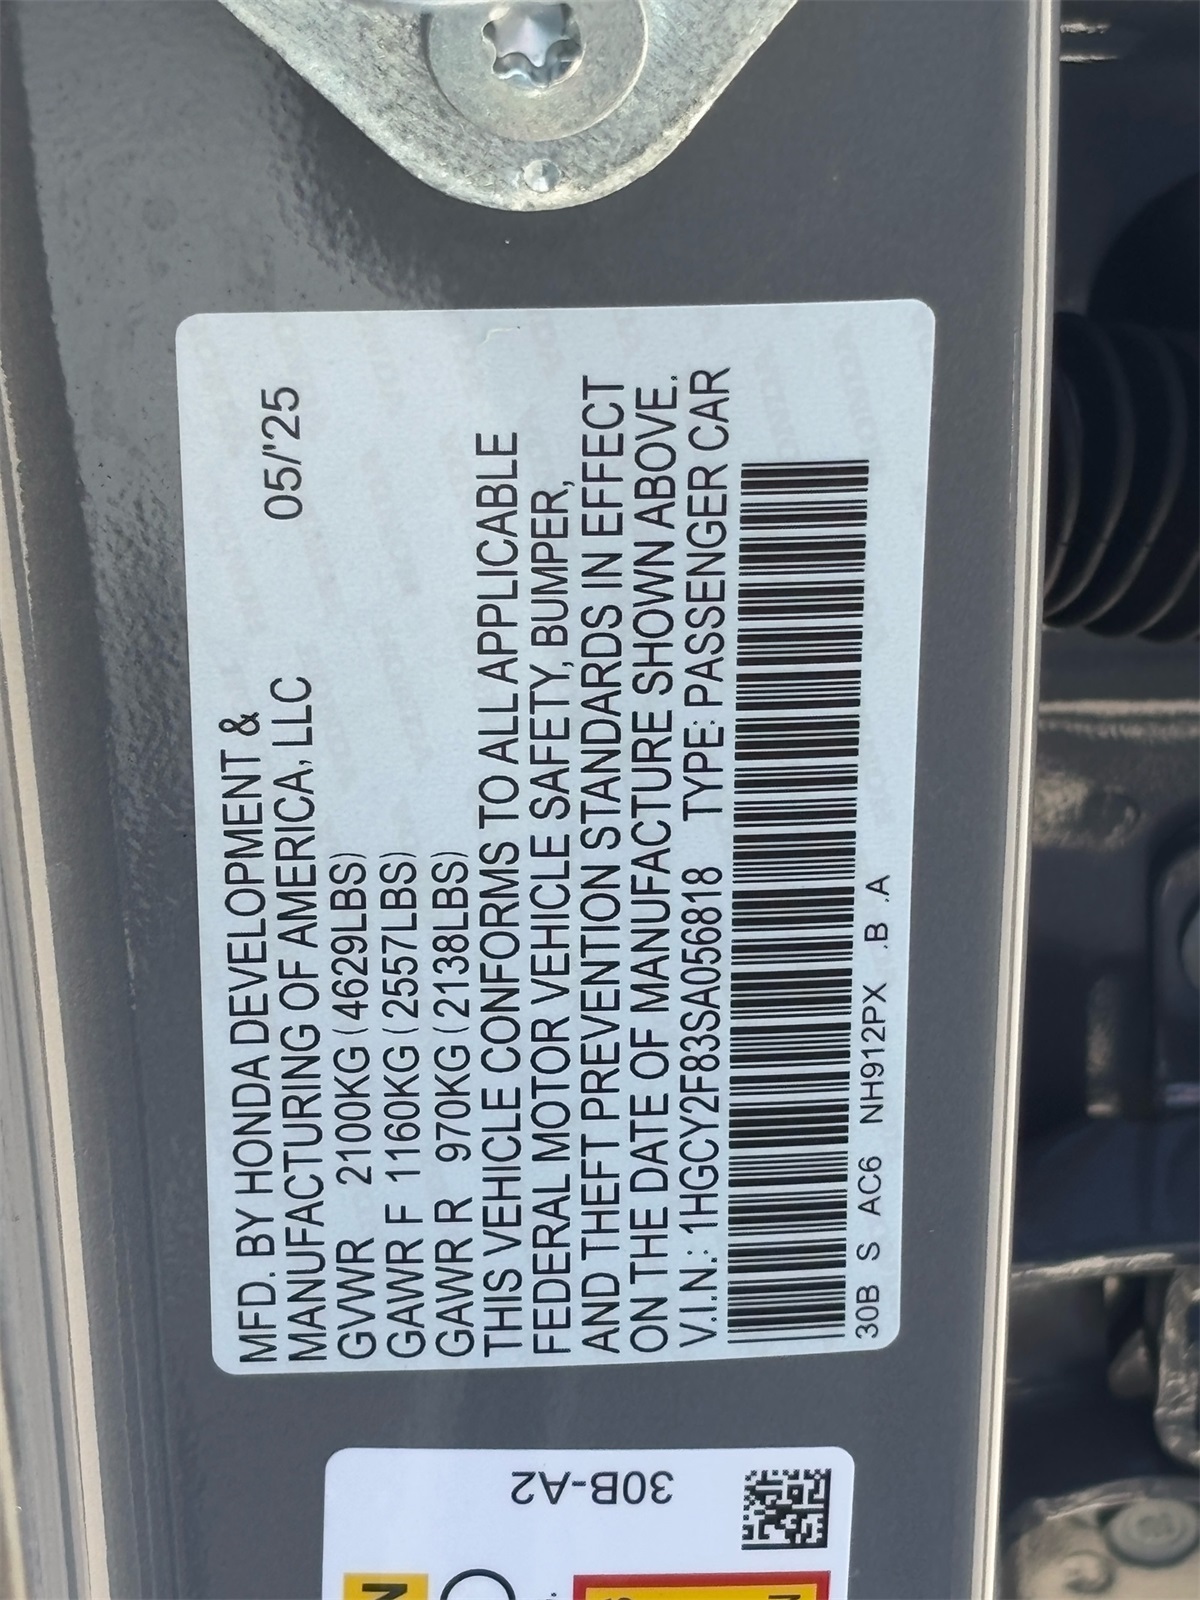 MFD. BY HONDA DEVELOPMENT &
MANUFACTURING OF AMERICA, LLC 05/'25
GVWR 2100KG (4629LBS)
GAWR F 1160KG (2557LBS)
GAWR R 970KG (2138LBS)
THIS VEHICLE CONFORMS TO ALL APPLICABLE
FEDERAL MOTOR VEHICLE SAFETY, BUMPER,
AND THEFT PREVENTION STANDARDS IN EFFECT
ON THE DATE OF MANUFACTURE SHOWN ABOVE.
V.I.N.: 1HGCY2F83SA056818 TYPE: PASSENGER CAR
30B S AC6 NH912PX .B .A
30B-A2